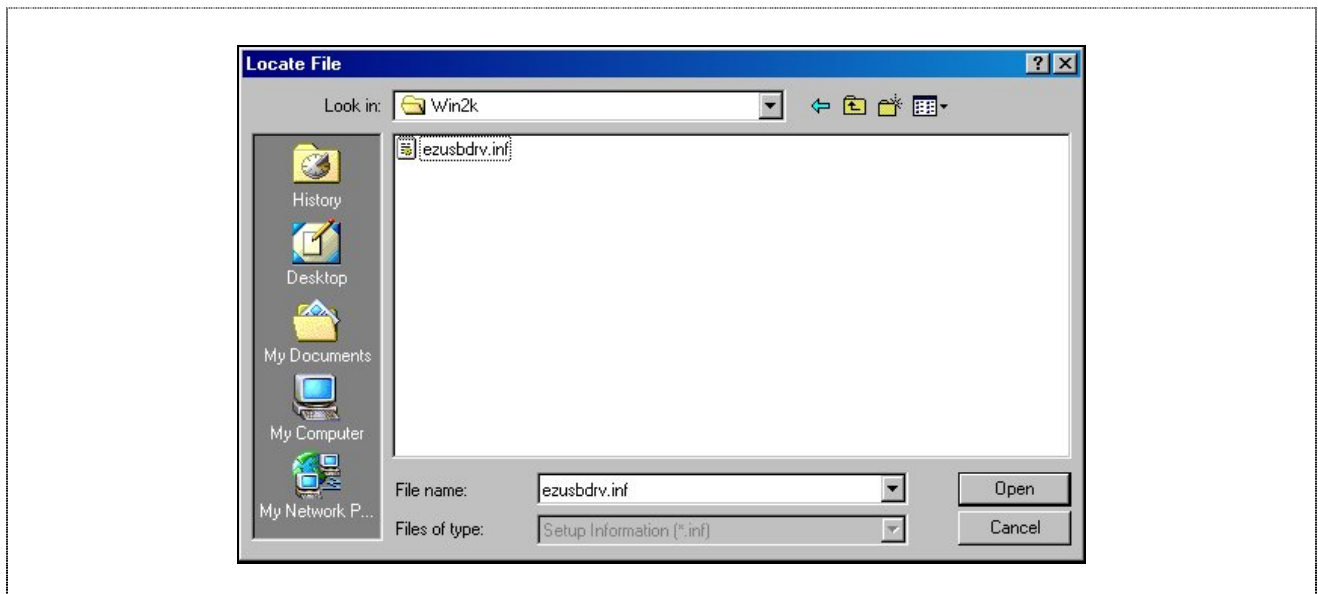 Locate File
Look in: Win2k
ezusbdrv.inf
History
Desktop
My Documents
My Computer
My Network P...
File name: ezusbdrv.inf Open
Files of type: Setup Information (*.inf) Cancel